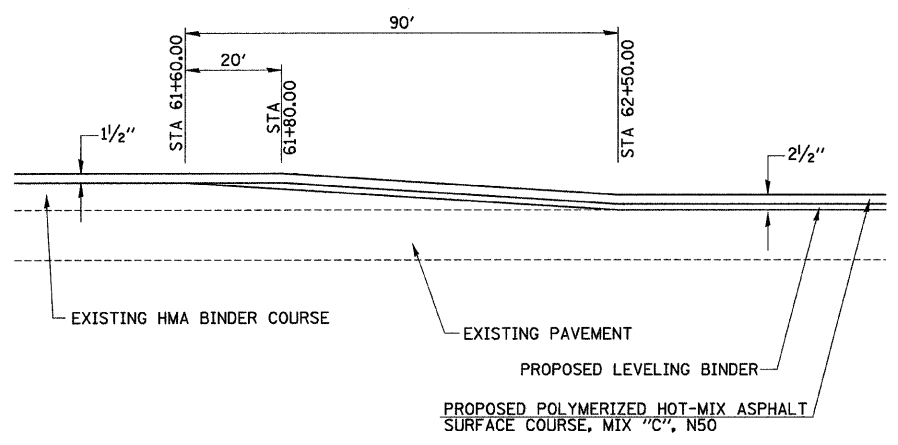 90'
20'
STA 61+60.00
STA
61+80.00
STA 62+50.00
1½"
2½"
EXISTING HMA BINDER COURSE
EXISTING PAVEMENT
PROPOSED LEVELING BINDER
PROPOSED POLYMERIZED HOT-MIX ASPHALT
SURFACE COURSE, MIX "C", N50